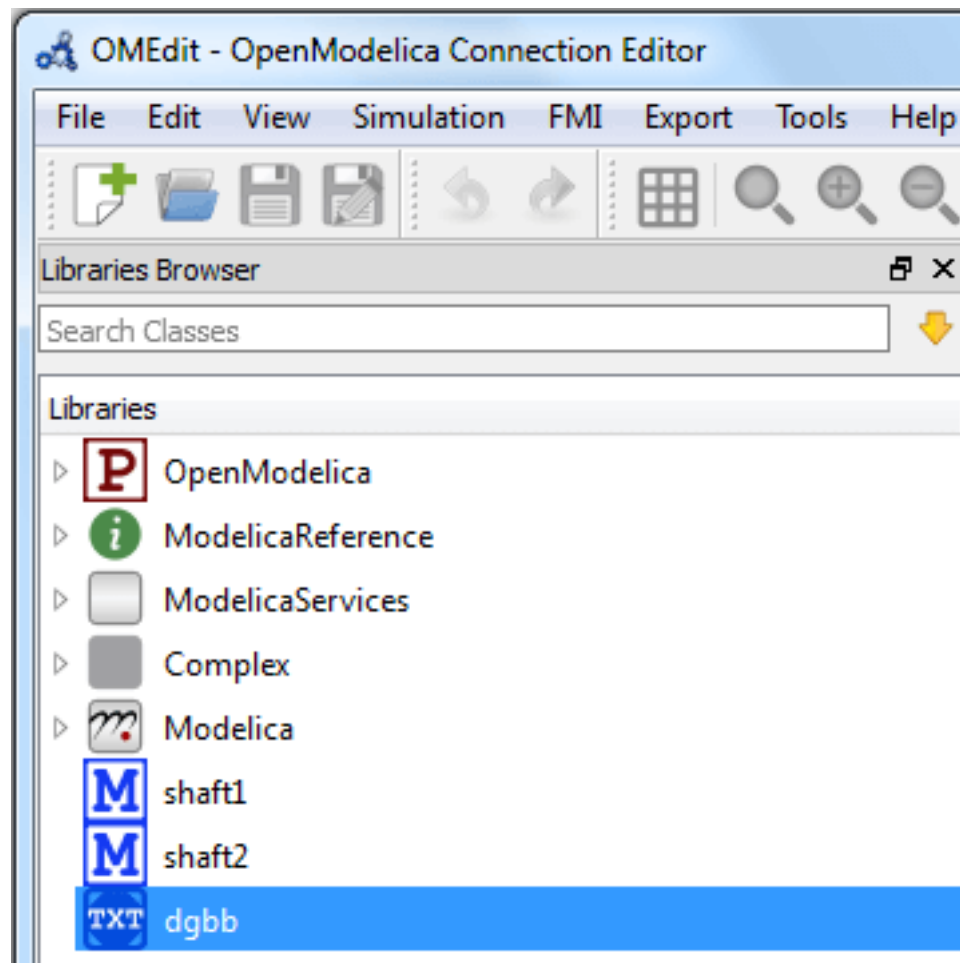 OMEdit - OpenModelica Connection Editor
File Edit View Simulation FMI Export Tools Help
Libraries Browser
Search Classes
Libraries
P OpenModelica
i ModelicaReference
ModelicaServices
Complex
m Modelica
M shaft1
M shaft2
TXT dgbb